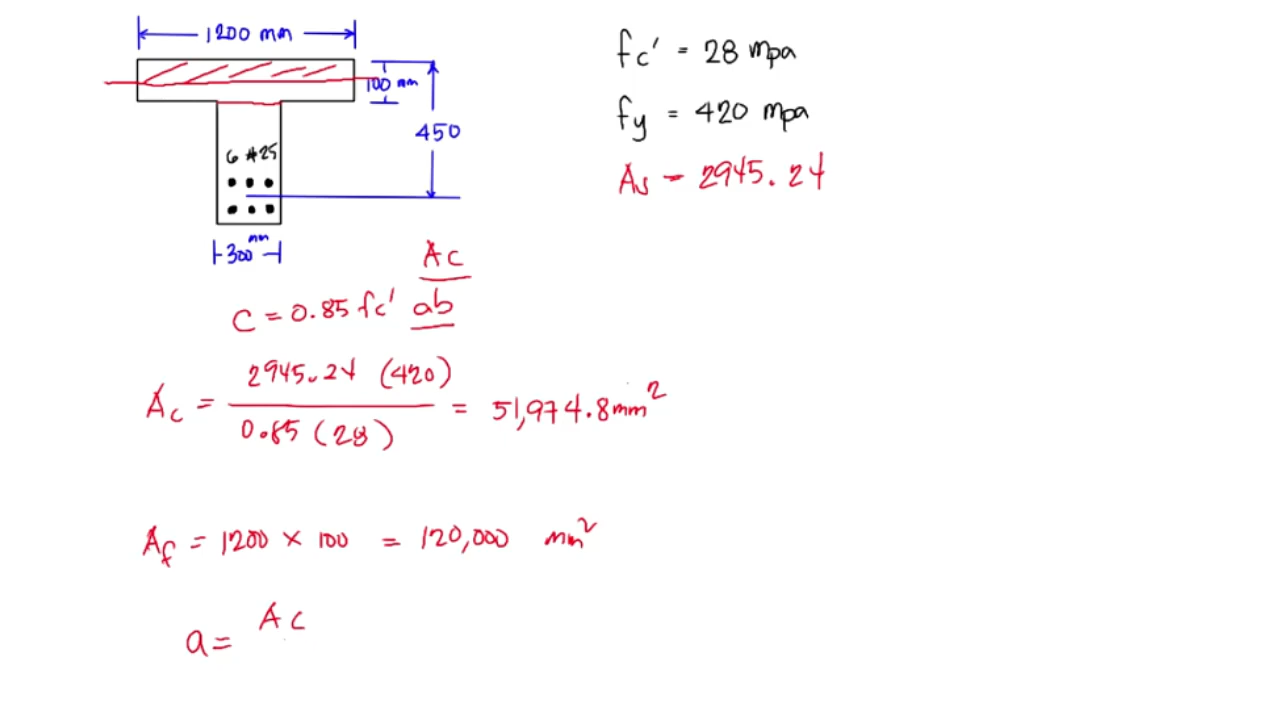 1200 mm
fc' = 28 mpa
100 mm
fy = 420 mpa
450
6 #25
As = 2945.24
300 mm
Ac
C = 0.85 fc' ab
Ac = 2945.24 (420) / 0.85 (28) = 51,974.8 mm²
Af = 1200 × 100 = 120,000 mm²
a = Ac